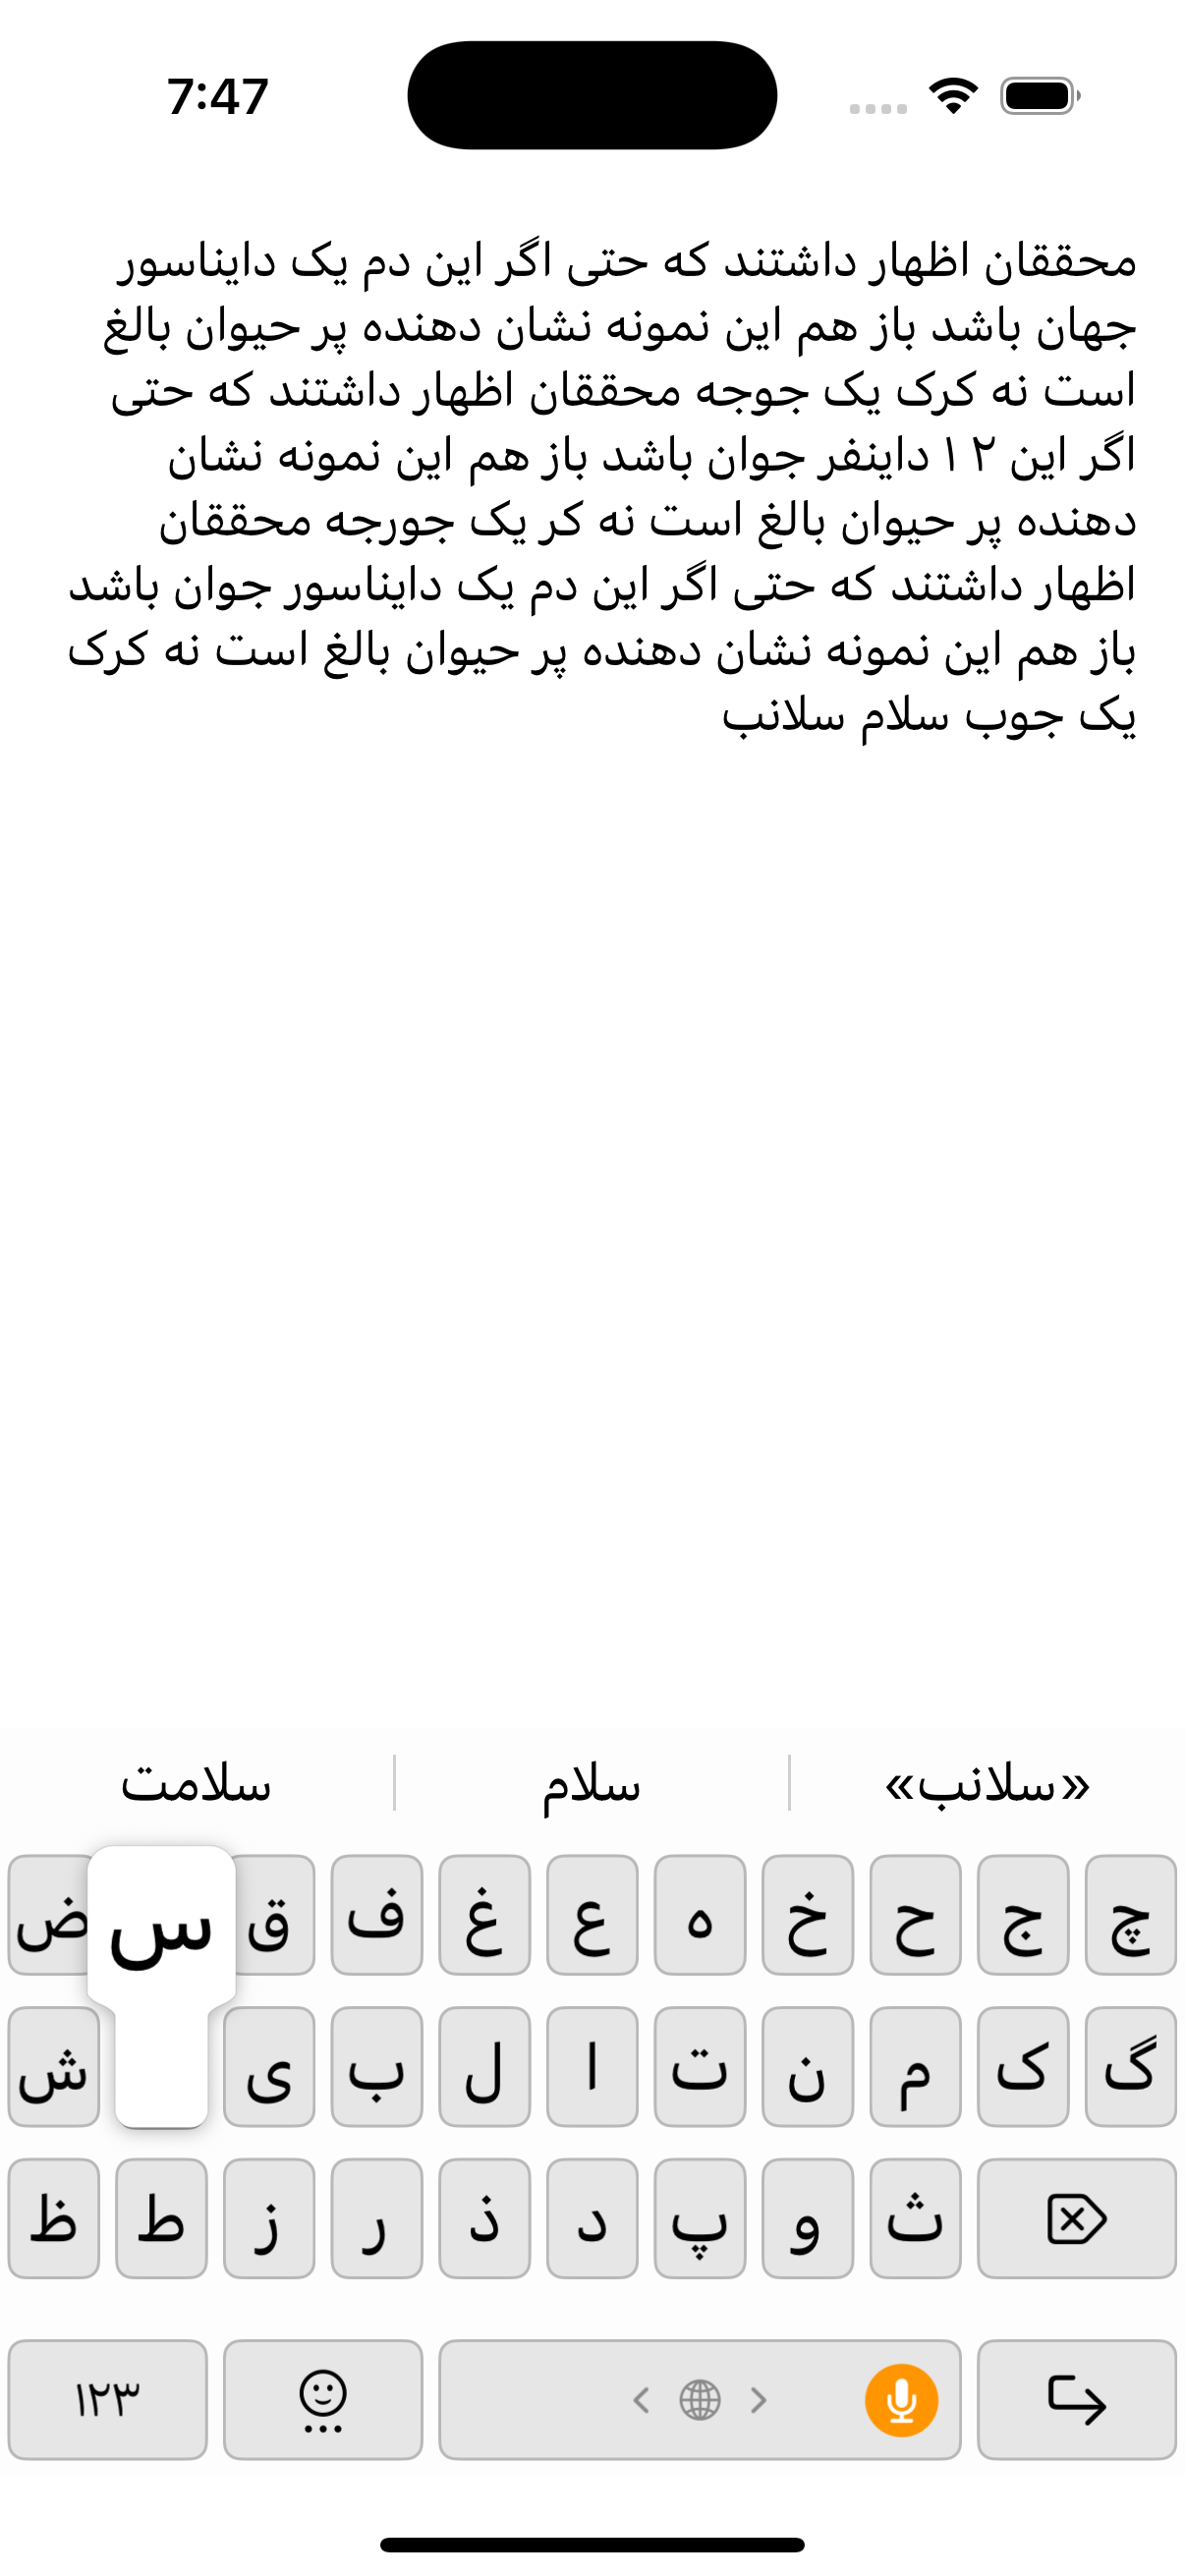 7:47
محققان اظهار داشتند که حتی اگر این دم یک دایناسور
جهان باشد باز هم این نمونه نشان دهنده پر حیوان بالغ
است نه کرک یک جوجه محققان اظهار داشتند که حتی
اگر این ۱۲ داینفر جوان باشد باز هم این نمونه نشان
دهنده پر حیوان بالغ است نه کر یک جورجه محققان
اظهار داشتند که حتی اگر این دم یک دایناسور جوان باشد
باز هم این نمونه نشان دهنده پر حیوان بالغ است نه کرک
یک جوب سلام سلانب
«سلانب» سلام سلامت
چ ج ح خ ه ع غ ف ق ض
س
گ ک م ن ت ا ل ب ی ش
ث و پ د ذ ر ز ط ظ
۱۲۳